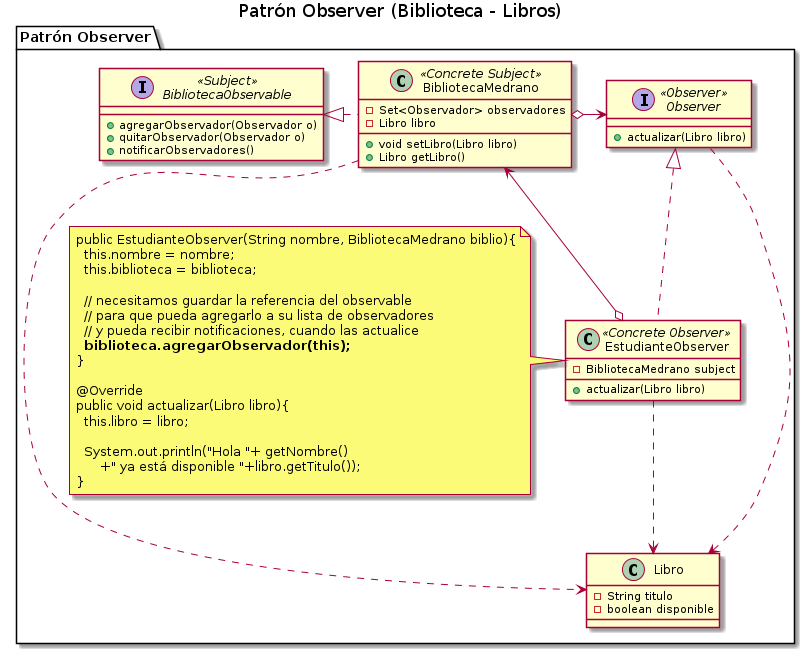 Patrón Observer (Biblioteca - Libros)
Patrón Observer
I «Subject»
BibliotecaObservable
agregarObservador(Observador o)
quitarObservador(Observador o)
notificarObservadores()
C «Concrete Subject»
BibliotecaMedrano
Set<Observador> observadores
Libro libro
void setLibro(Libro libro)
Libro getLibro()
I «Observer»
Observer
actualizar(Libro libro)
public EstudianteObserver(String nombre, BibliotecaMedrano biblio){
this.nombre = nombre;
this.biblioteca = biblioteca;
// necesitamos guardar la referencia del observable
// para que pueda agregarlo a su lista de observadores
// y pueda recibir notificaciones, cuando las actualice
biblioteca.agregarObservador(this);
}
@Override
public void actualizar(Libro libro){
this.libro = libro;
System.out.println("Hola "+ getNombre()
+" ya está disponible "+libro.getTitulo());
}
C «Concrete Observer»
EstudianteObserver
BibliotecaMedrano subject
actualizar(Libro libro)
C Libro
String titulo
boolean disponible